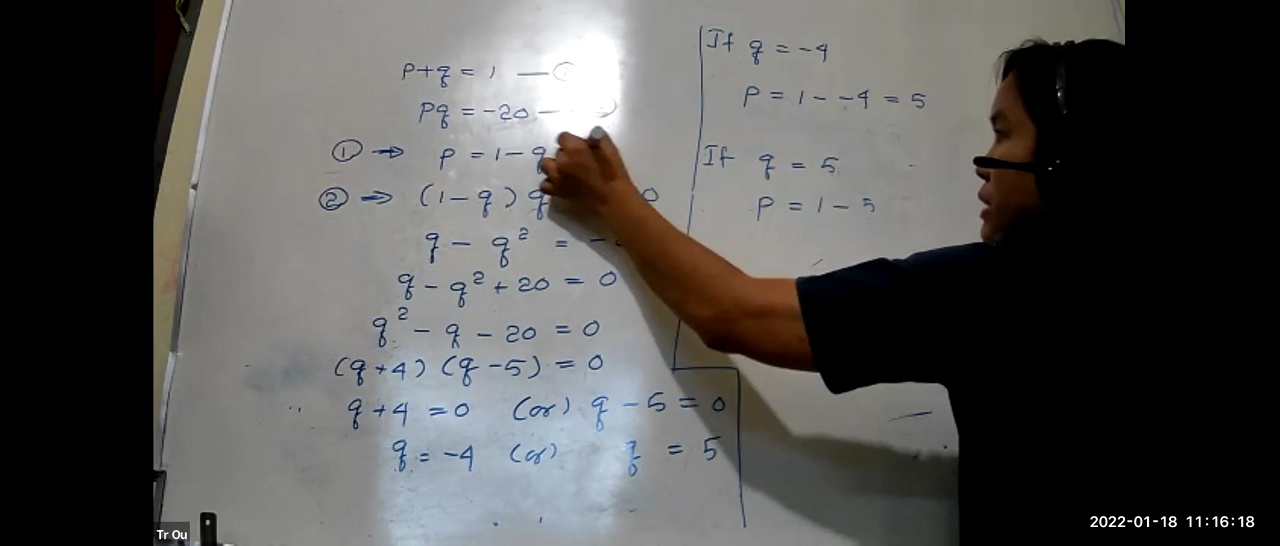 p+q = 1 — ①
pq = -20 —
① ⇒ p = 1-q
② ⇒ (1-q) q 0
q - q² = -
q - q² + 20 = 0
q² - q - 20 = 0
(q+4) (q-5) = 0
q+4 = 0 (or) q-5 = 0
q = -4 (or) q = 5
If q = -4
p = 1 - -4 = 5
If q = 5
p = 1 - 5
Tr Ou
2022-01-18 11:16:18